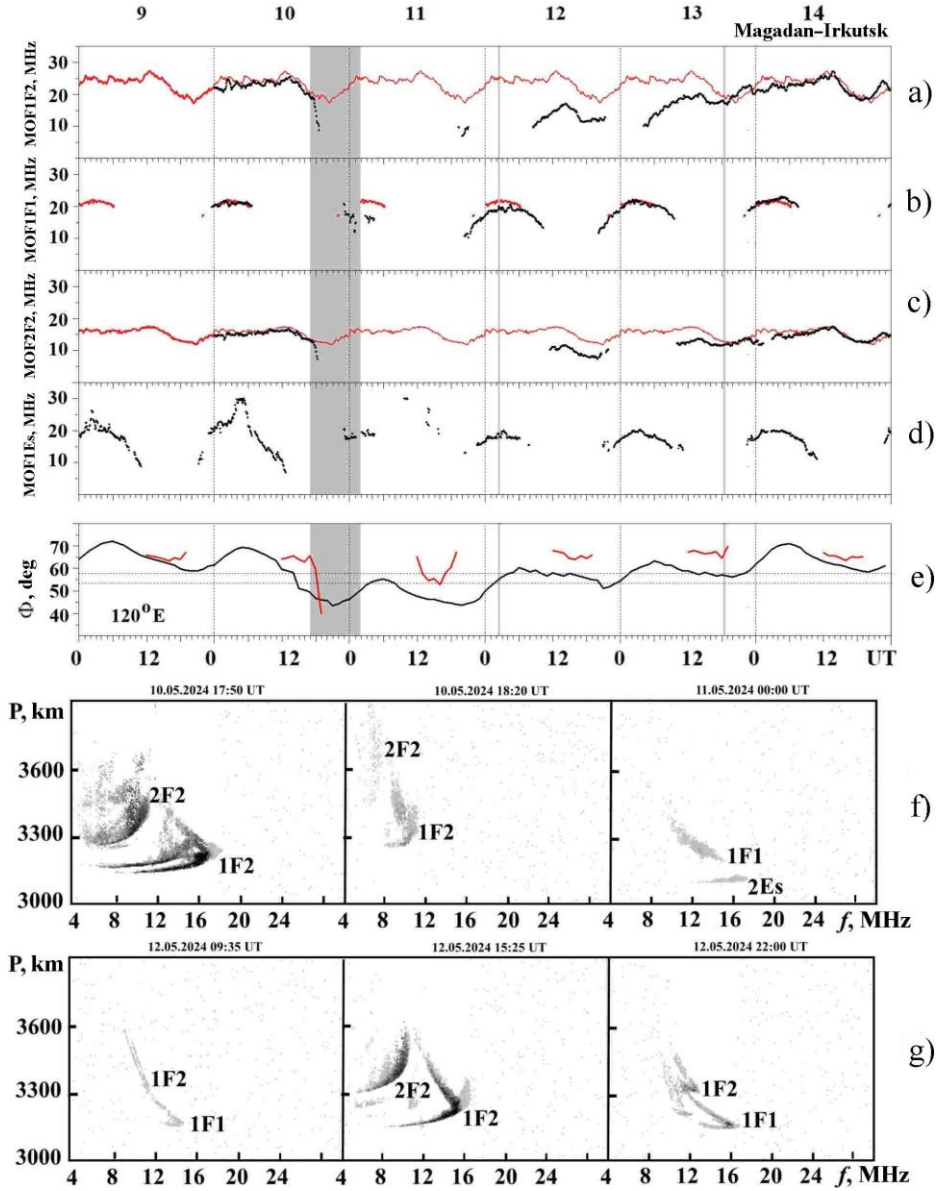 9 10 11 12 13 14
Magadan–Irkutsk
MOF1F2, MHz
30
20
10
a)
MOF1F1, MHz
30
20
10
b)
MOF2F2, MHz
30
20
10
c)
MOF1Es, MHz
30
20
10
d)
Φ, deg
70
60
50
40
120°E
e)
0 12 0 12 0 12 0 12 0 12 0 12 UT
10.05.2024 17:50 UT 10.05.2024 18:20 UT 11.05.2024 00:00 UT
P, km
3600
3300
3000
2F2
1F2
2F2
1F2
1F1
2Es
f)
4 8 12 16 20 24 4 8 12 16 20 24 4 8 12 16 20 24 f, MHz
12.05.2024 09:35 UT 12.05.2024 15:25 UT 12.05.2024 22:00 UT
P, km
3600
3300
3000
1F2
1F1
2F2
1F2
1F2
1F1
g)
4 8 12 16 20 24 4 8 12 16 20 24 4 8 12 16 20 24 f, MHz